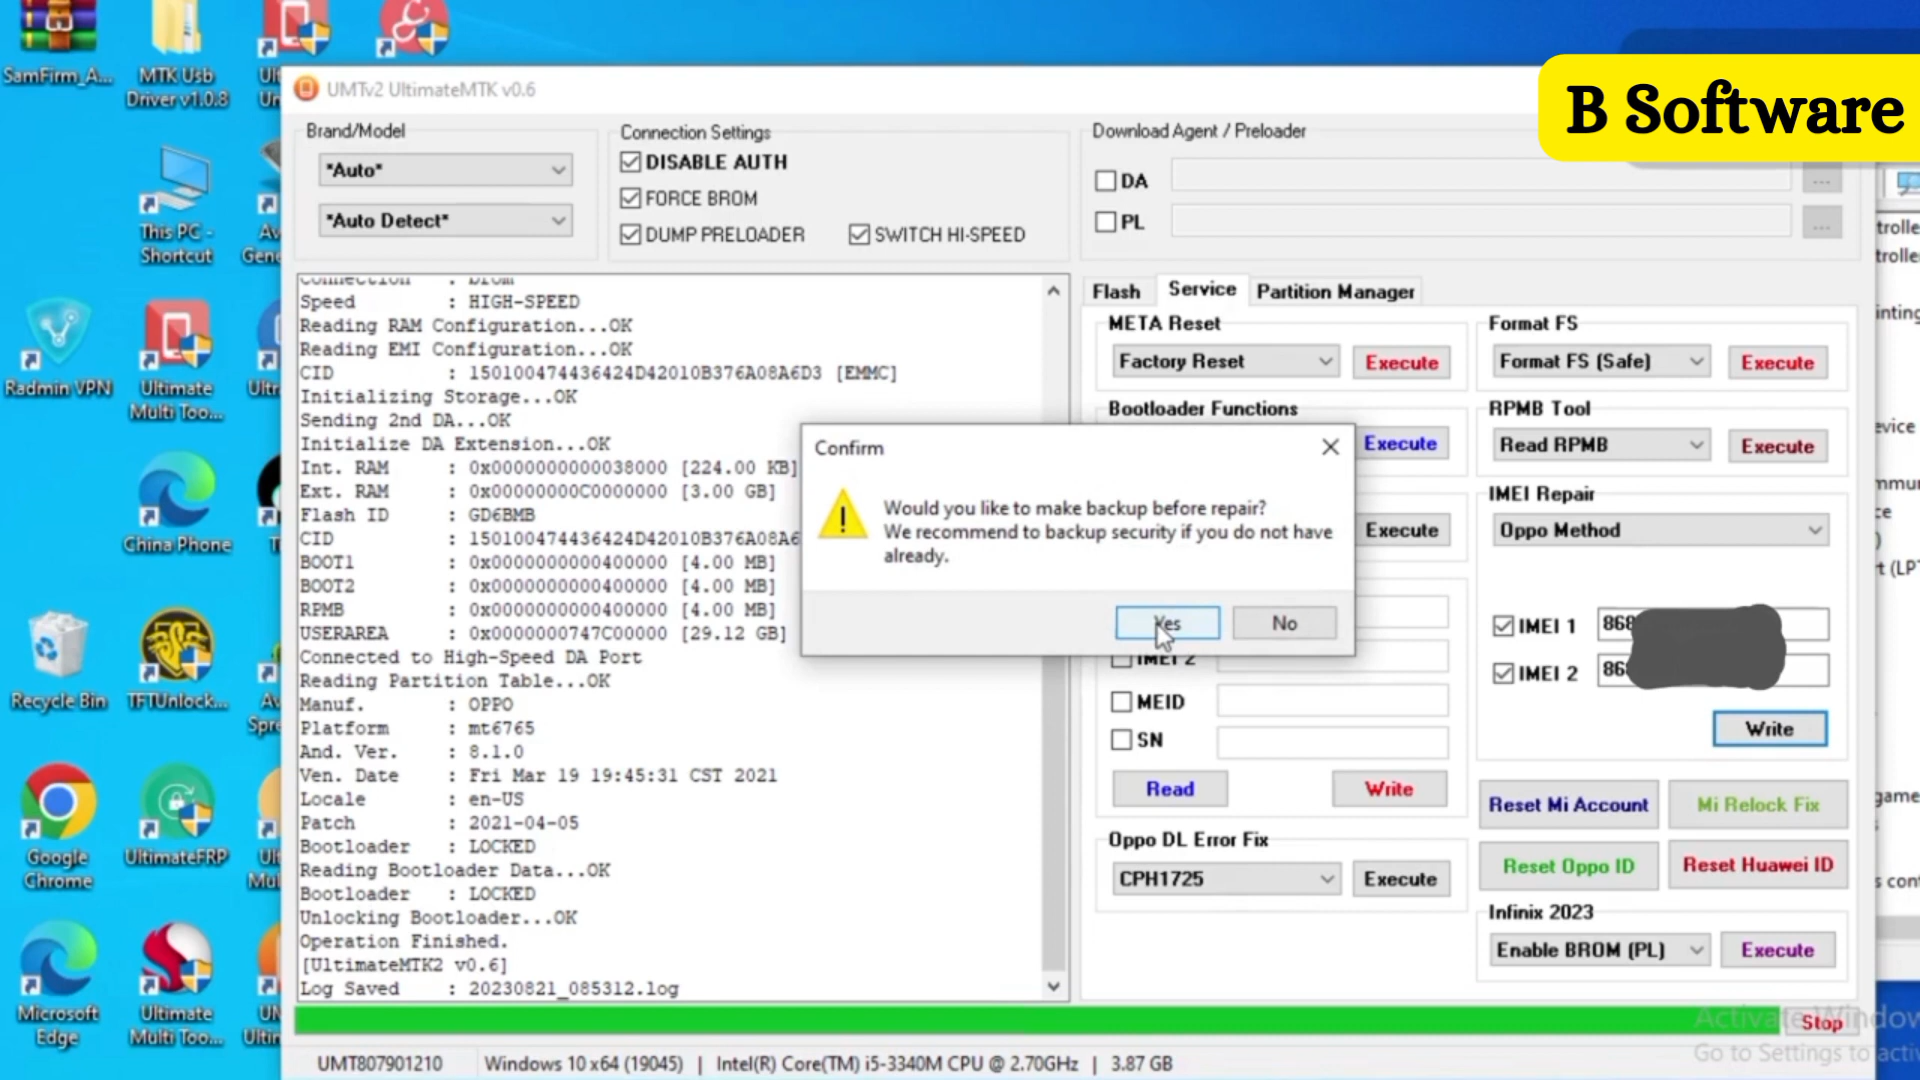 B Software
SamFirm_A...
MTK Usb
Driver v1.0.8
This PC -
Shortcut
Radmin VPN
Ultimate
Multi Too...
China Phone
Recycle Bin
TFTUnlock...
Google
Chrome
UltimateFRP
Microsoft
Edge
Ultimate
Multi Too...
UMTv2 UltimateMTK v0.6
Brand/Model
*Auto*
*Auto Detect*
Connection Settings
DISABLE AUTH
FORCE BROM
DUMP PRELOADER
SWITCH HI-SPEED
Download Agent / Preloader
DA
...
PL
...
Connection : brom
Speed : HIGH-SPEED
Reading RAM Configuration...OK
Reading EMI Configuration...OK
CID : 150100474436424D42010B376A08A6D3 [EMMC]
Initializing Storage...OK
Sending 2nd DA...OK
Initialize DA Extension...OK
Int. RAM : 0x0000000000038000 [224.00 KB]
Ext. RAM : 0x00000000C0000000 [3.00 GB]
Flash ID : GD6BMB
CID : 150100474436424D42010B376A08A6
BOOT1 : 0x0000000000400000 [4.00 MB]
BOOT2 : 0x0000000000400000 [4.00 MB]
RPMB : 0x0000000000400000 [4.00 MB]
USERAREA : 0x0000000747C00000 [29.12 GB]
Connected to High-Speed DA Port
Reading Partition Table...OK
Manuf. : OPPO
Platform : mt6765
And. Ver. : 8.1.0
Ven. Date : Fri Mar 19 19:45:31 CST 2021
Locale : en-US
Patch : 2021-04-05
Bootloader : LOCKED
Reading Bootloader Data...OK
Bootloader : LOCKED
Unlocking Bootloader...OK
Operation Finished.
[UltimateMTK2 v0.6]
Log Saved : 20230821_085312.log
Flash
Service
Partition Manager
META Reset
Factory Reset
Execute
Bootloader Functions
Execute
Execute
Confirm
Would you like to make backup before repair?
We recommend to backup security if you do not have
already.
Yes
No
IMEI 2
MEID
SN
Read
Write
Oppo DL Error Fix
CPH1725
Execute
Format FS
Format FS (Safe)
Execute
RPMB Tool
Read RPMB
Execute
IMEI Repair
Oppo Method
IMEI 1
868
IMEI 2
Write
Reset Mi Account
Mi Relock Fix
Reset Oppo ID
Reset Huawei ID
Infinix 2023
Enable BROM (PL)
Execute
Stop
Go to Settings to
UMT807901210
Windows 10 x64 (19045) | Intel(R) Core(TM) i5-3340M CPU @ 2.70GHz | 3.87 GB